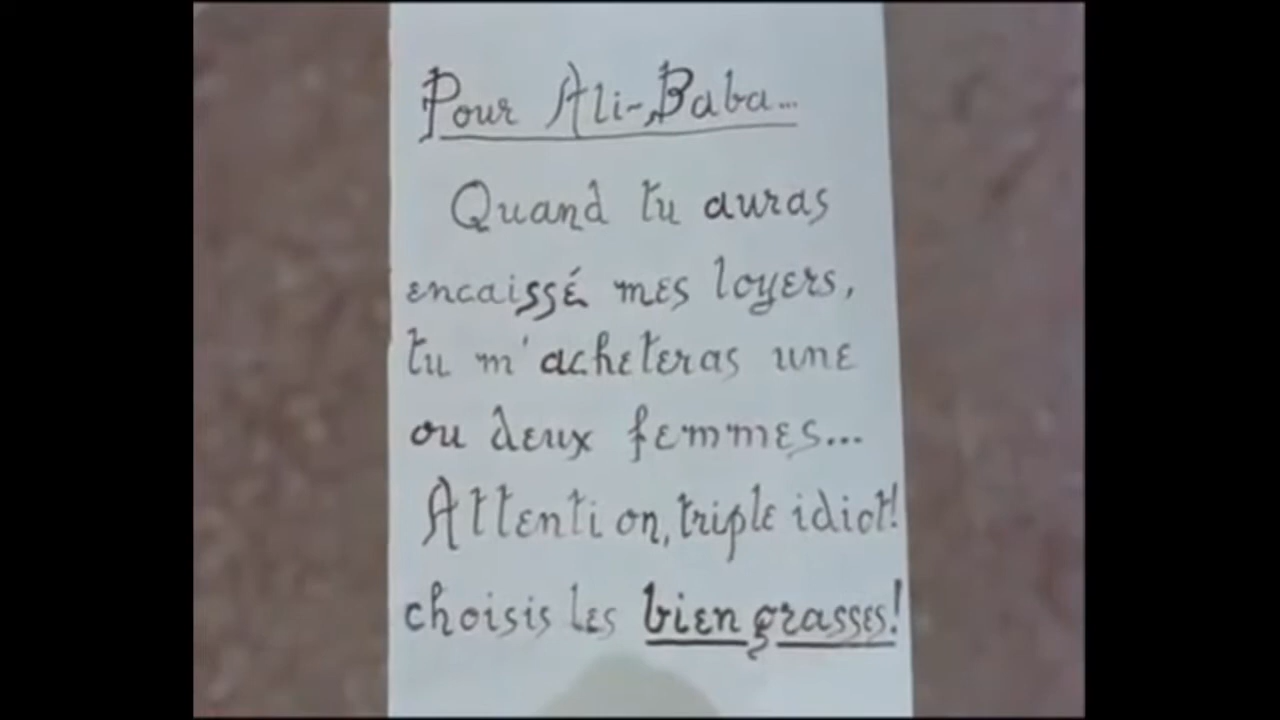 Pour Ali-Baba...
Quand tu auras
encaissé mes loyers,
tu m'acheteras une
ou deux femmes...
Attention, triple idiot!
choisis les bien grasses!